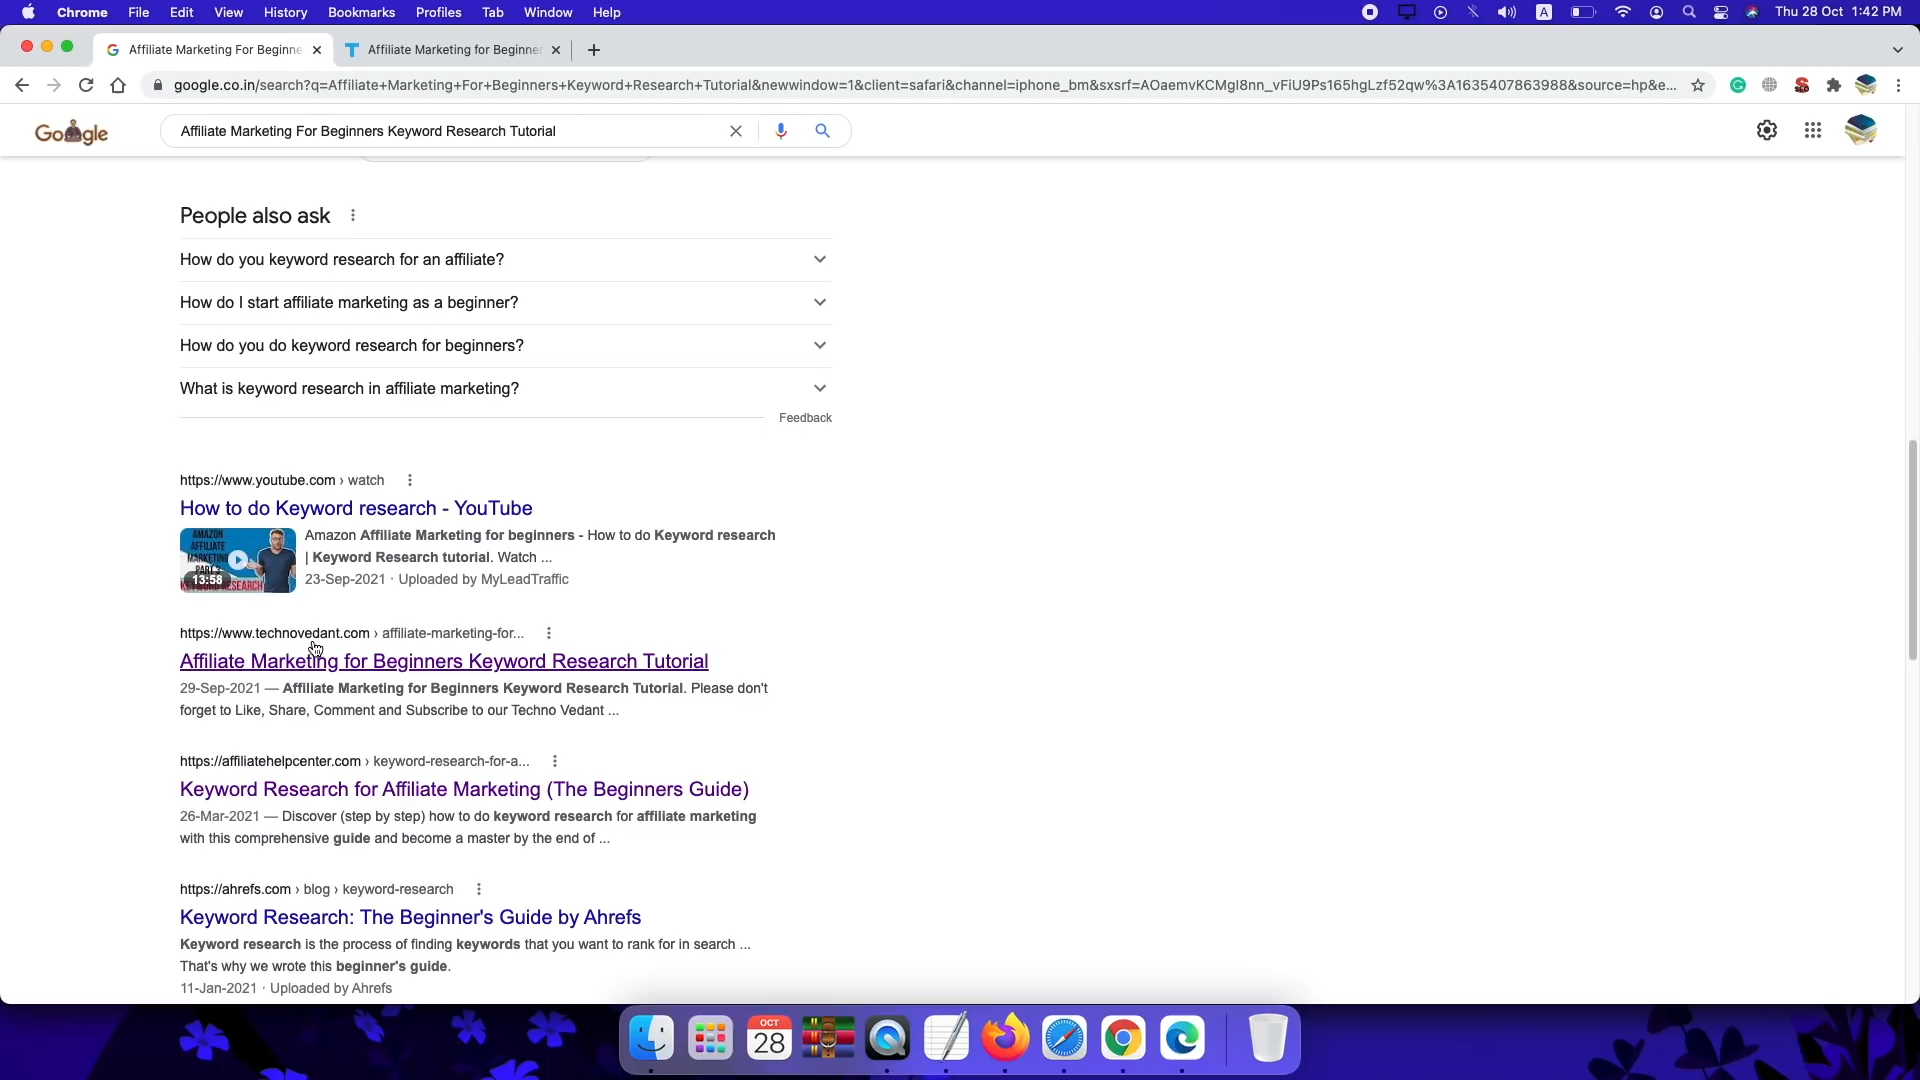 Chrome File Edit View History Bookmarks Profiles Tab Window Help A Thu 28 Oct 1:42 PM
Affiliate Marketing For Beginne Affiliate Marketing for Beginne
google.co.in/search?q=Affiliate+Marketing+For+Beginners+Keyword+Research+Tutorial&newwindow=1&client=safari&channel=iphone_bm&sxsrf=AOaemvKCMgI8nn_vFiU9Ps165hgLzf52qw%3A1635407863988&source=hp&e...
Google Affiliate Marketing For Beginners Keyword Research Tutorial
People also ask
How do you keyword research for an affiliate?
How do I start affiliate marketing as a beginner?
How do you do keyword research for beginners?
What is keyword research in affiliate marketing?
Feedback
https://www.youtube.com › watch
How to do Keyword research - YouTube
AMAZON
AFFILIATE
MARKETING
PART 3
KEYWORD RESEARCH
13:58
Amazon Affiliate Marketing for beginners - How to do Keyword research
| Keyword Research tutorial. Watch ...
23-Sep-2021 · Uploaded by MyLeadTraffic
https://www.technovedant.com › affiliate-marketing-for...
Affiliate Marketing for Beginners Keyword Research Tutorial
29-Sep-2021 — Affiliate Marketing for Beginners Keyword Research Tutorial. Please don't
forget to Like, Share, Comment and Subscribe to our Techno Vedant ...
https://affiliatehelpcenter.com › keyword-research-for-a...
Keyword Research for Affiliate Marketing (The Beginners Guide)
26-Mar-2021 — Discover (step by step) how to do keyword research for affiliate marketing
with this comprehensive guide and become a master by the end of ...
https://ahrefs.com › blog › keyword-research
Keyword Research: The Beginner's Guide by Ahrefs
Keyword research is the process of finding keywords that you want to rank for in search ...
That's why we wrote this beginner's guide.
11-Jan-2021 · Uploaded by Ahrefs
OCT
28